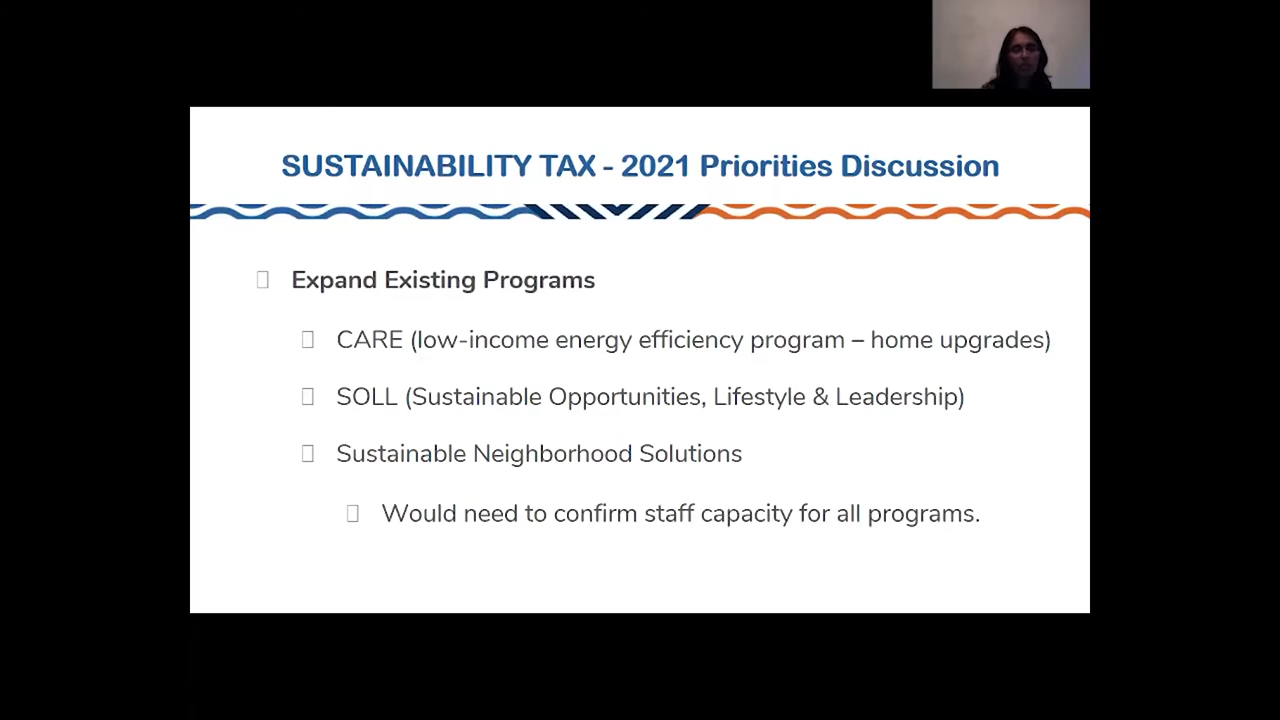 SUSTAINABILITY TAX - 2021 Priorities Discussion
Expand Existing Programs
CARE (low-income energy efficiency program – home upgrades)
SOLL (Sustainable Opportunities, Lifestyle & Leadership)
Sustainable Neighborhood Solutions
Would need to confirm staff capacity for all programs.